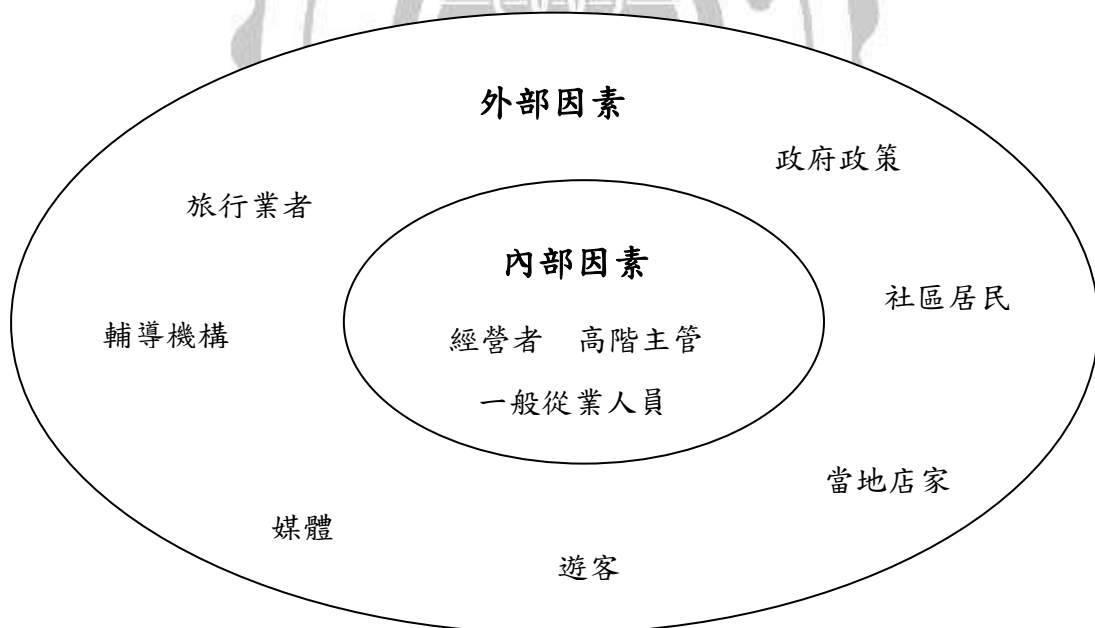 外部因素
政府政策
旅行業者
內部因素
社區居民
輔導機構
經營者 高階主管
一般從業人員
當地店家
媒體
遊客